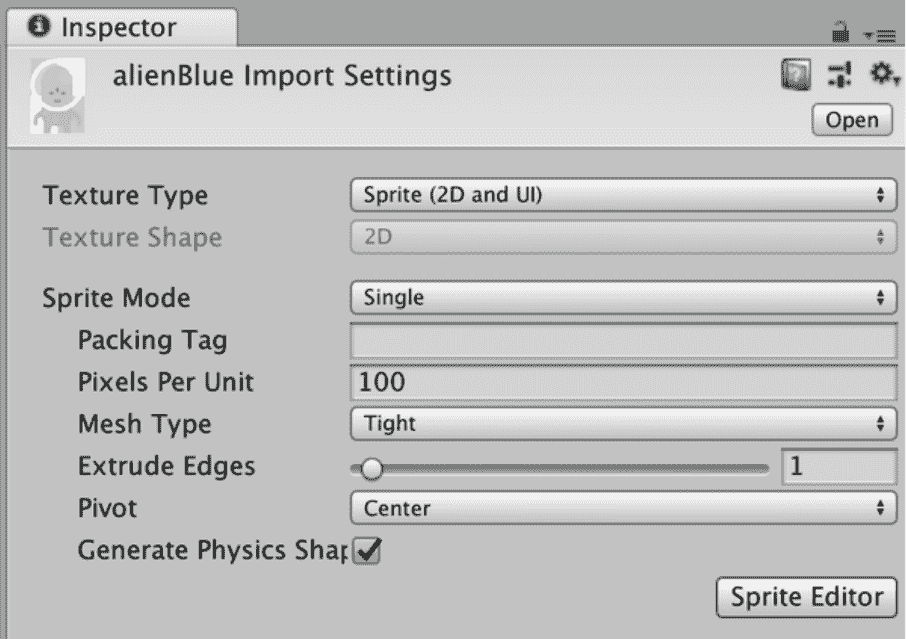 Inspector
alienBlue Import Settings
Open
Texture Type Sprite (2D and UI)
Texture Shape 2D
Sprite Mode Single
Packing Tag
Pixels Per Unit 100
Mesh Type Tight
Extrude Edges 1
Pivot Center
Generate Physics Shap
Sprite Editor